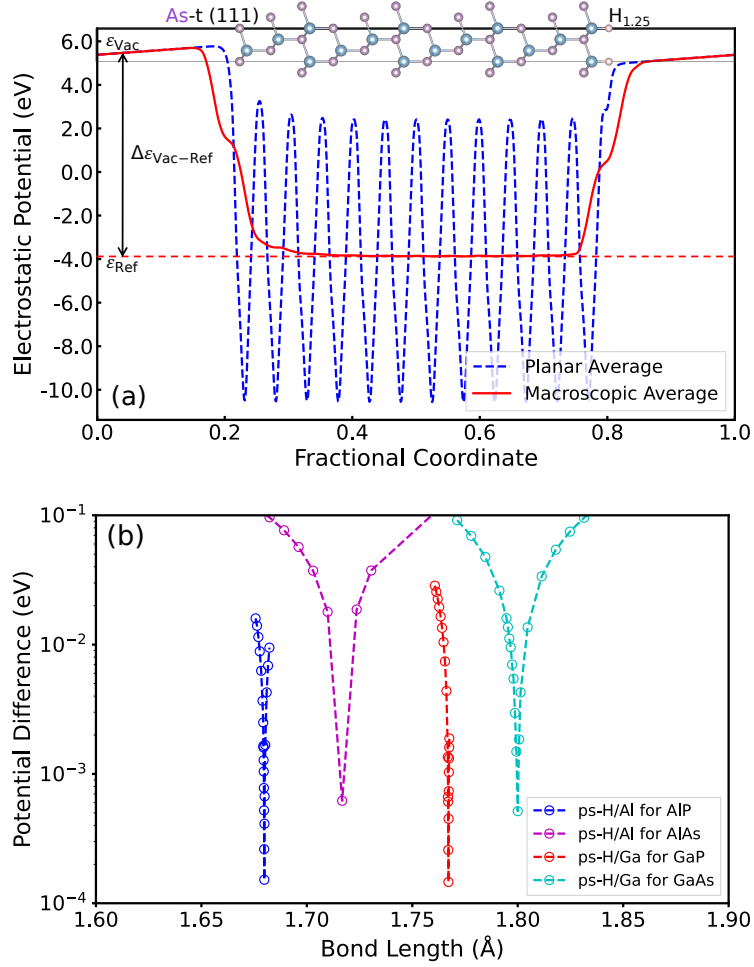 As-t (111)
H1.25
6.0
4.0
2.0
0.0
-2.0
-4.0
-6.0
-8.0
-10.0
Electrostatic Potential (eV)
εVac
ΔεVac−Ref
εRef
(a)
Planar Average
Macroscopic Average
0.0 0.2 0.4 0.6 0.8 1.0
Fractional Coordinate
(b)
10−1
10−2
10−3
10−4
Potential Difference (eV)
ps-H/Al for AlP
ps-H/Al for AlAs
ps-H/Ga for GaP
ps-H/Ga for GaAs
1.60 1.65 1.70 1.75 1.80 1.85 1.90
Bond Length (Å)